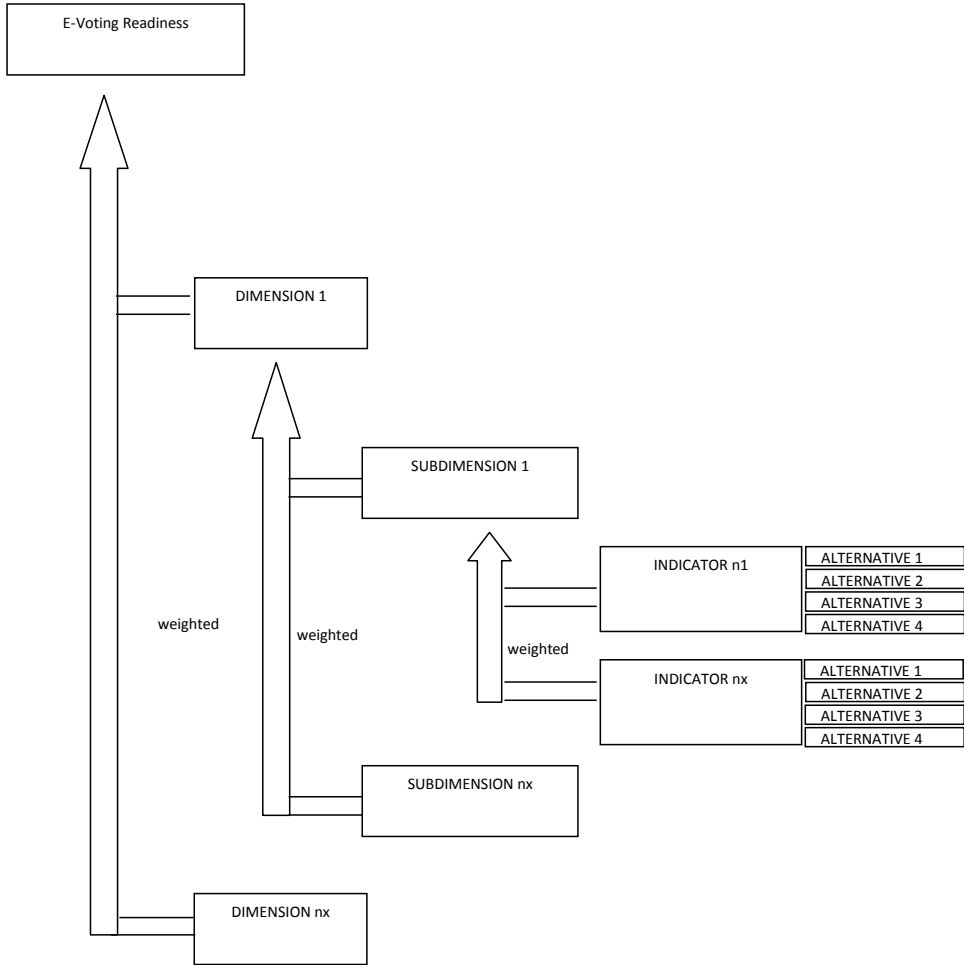 E-Voting Readiness
DIMENSION 1
SUBDIMENSION 1
INDICATOR n1
ALTERNATIVE 1
ALTERNATIVE 2
ALTERNATIVE 3
ALTERNATIVE 4
weighted
weighted
weighted
INDICATOR nx
ALTERNATIVE 1
ALTERNATIVE 2
ALTERNATIVE 3
ALTERNATIVE 4
SUBDIMENSION nx
DIMENSION nx